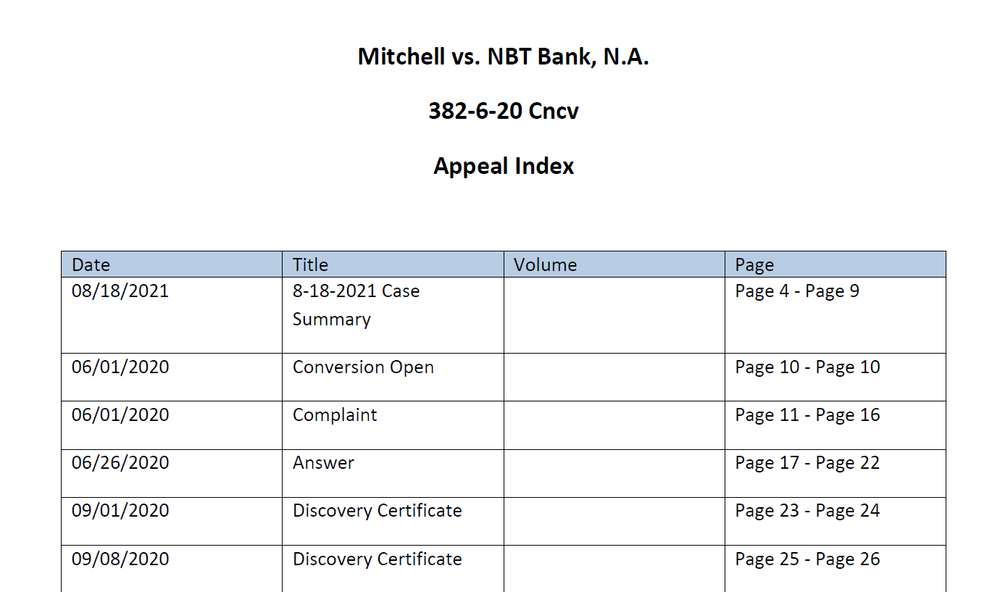 Mitchell vs. NBT Bank, N.A.
382-6-20 Cncv
Appeal Index
Date Title Volume Page
08/18/2021 8-18-2021 Case Page 4 - Page 9
Summary
06/01/2020 Conversion Open Page 10 - Page 10
06/01/2020 Complaint Page 11 - Page 16
06/26/2020 Answer Page 17 - Page 22
09/01/2020 Discovery Certificate Page 23 - Page 24
09/08/2020 Discovery Certificate Page 25 - Page 26